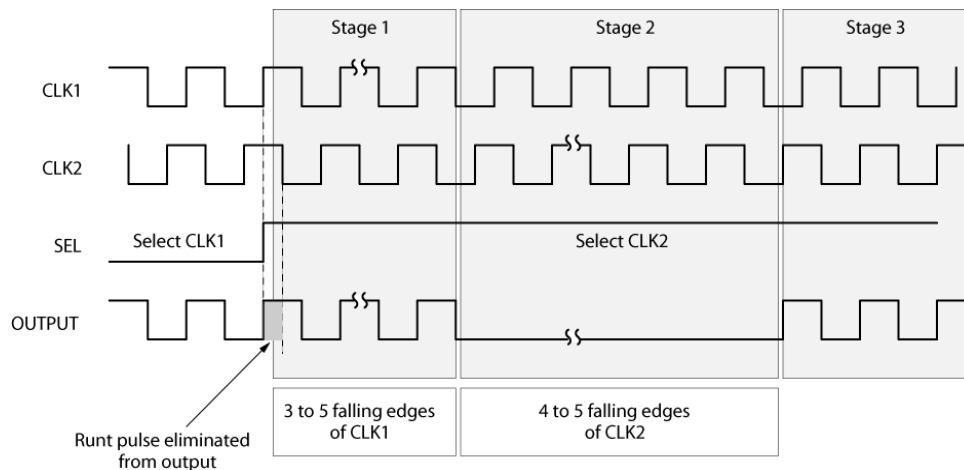 Stage 1
Stage 2
Stage 3
CLK1
CLK2
SEL
Select CLK1
Select CLK2
OUTPUT
3 to 5 falling edges
of CLK1
4 to 5 falling edges
of CLK2
Runt pulse eliminated
from output